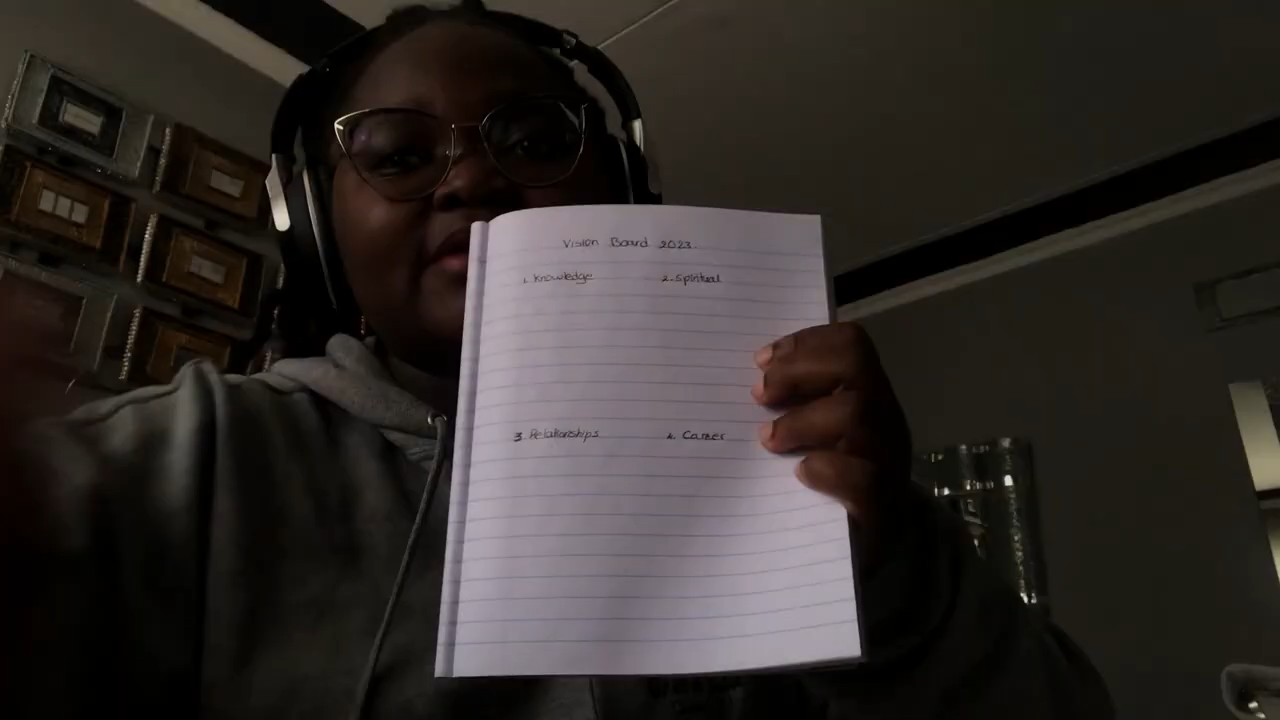 Vision Board 2023
1. Knowledge 2. Spiritual
3. Relationships 4. Career